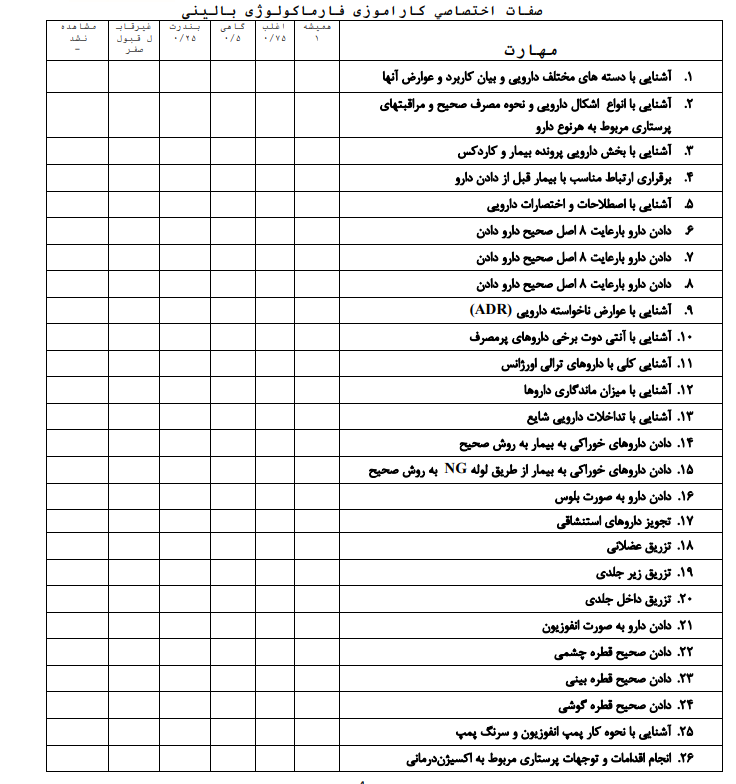 صفات اختصاصي کارآموزی فارماکولوژی بالینی
مهارت
همیشه
۱
اغلب
۰/۷۵
گاهی
۰/۵
بندرت
۰/۲۵
غیرقابـ
ل قبول
صفر
مشاهده
نشد
-
۱. آشنایی با دسته های مختلف دارویی و بیان کاربرد و عوارض آنها
۲. آشنایی با انواع اشکال دارویی و نحوه مصرف صحیح و مراقبتهای
پرستاری مربوط به هرنوع دارو
۳. آشنایی با بخش دارویی پرونده بیمار و کاردکس
۴. برقراری ارتباط مناسب با بیمار قبل از دادن دارو
۵. آشنایی با اصطلاحات و اختصارات دارویی
۶. دادن دارو بارعایت ۸ اصل صحیح دارو دادن
۷. دادن دارو بارعایت ۸ اصل صحیح دارو دادن
۸. دادن دارو بارعایت ۸ اصل صحیح دارو دادن
۹. آشنایی با عوارض ناخواسته دارویی (ADR)
۱۰. آشنایی با آنتی دوت برخی داروهای پرمصرف
۱۱. آشنایی کلی با داروهای ترالی اورژانس
۱۲. آشنایی با میزان ماندگاری داروها
۱۳. آشنایی با تداخلات دارویی شایع
۱۴. دادن داروهای خوراکی به بیمار به روش صحیح
۱۵. دادن داروهای خوراکی به بیمار از طریق لوله NG به روش صحیح
۱۶. دادن دارو به صورت بلوس
۱۷. تجویز داروهای استنشاقی
۱۸. تزریق عضلانی
۱۹. تزریق زیر جلدی
۲۰. تزریق داخل جلدی
۲۱. دادن دارو به صورت انفوزیون
۲۲. دادن صحیح قطره چشمی
۲۳. دادن صحیح قطره بینی
۲۴. دادن صحیح قطره گوشی
۲۵. آشنایی با نحوه کار پمپ انفوزیون و سرنگ پمپ
۲۶. انجام اقدامات و توجهات پرستاری مربوط به اکسیژن‌درمانی